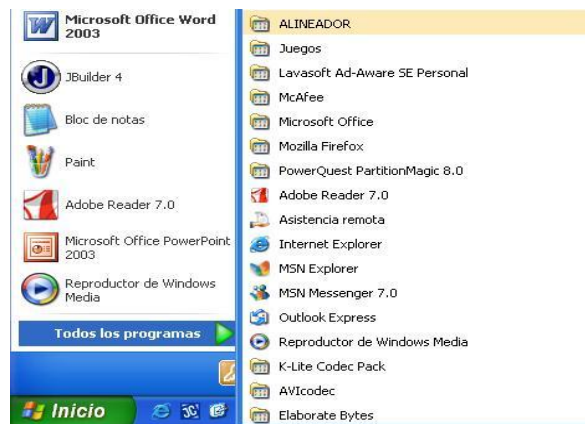 Microsoft Office Word
2003
JBuilder 4
Bloc de notas
Paint
Adobe Reader 7.0
Microsoft Office PowerPoint
2003
Reproductor de Windows
Media
Todos los programas
Inicio
ALINEADOR
Juegos
Lavasoft Ad-Aware SE Personal
McAfee
Microsoft Office
Mozilla Firefox
PowerQuest PartitionMagic 8.0
Adobe Reader 7.0
Asistencia remota
Internet Explorer
MSN Explorer
MSN Messenger 7.0
Outlook Express
Reproductor de Windows Media
K-Lite Codec Pack
AVIcodec
Elaborate Bytes